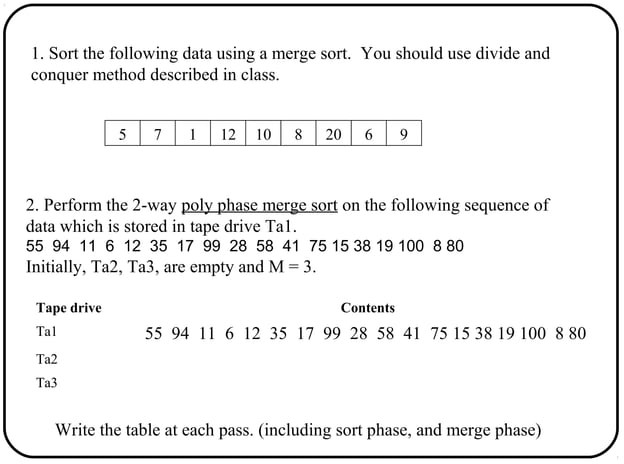 1. Sort the following data using a merge sort.  You should use divide and
conquer method described in class.
5 7 1 12 10 8 20 6 9
2. Perform the 2-way poly phase merge sort on the following sequence of
data which is stored in tape drive Ta1.
55 94 11 6 12 35 17 99 28 58 41 75 15 38 19 100 8 80
Initially, Ta2, Ta3, are empty and M = 3.
Tape drive Contents
Ta1 55 94 11 6 12 35 17 99 28 58 41 75 15 38 19 100 8 80
Ta2
Ta3
Write the table at each pass. (including sort phase, and merge phase)